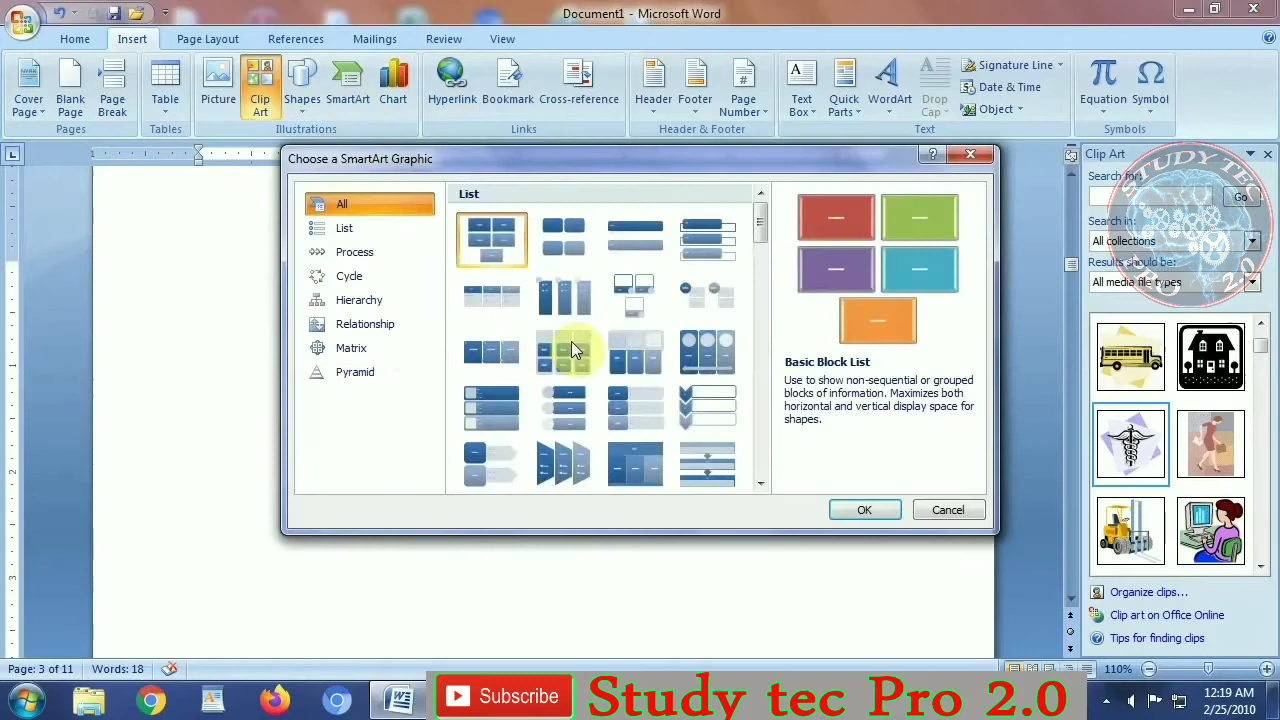 Document1 - Microsoft Word
Home Insert Page Layout References Mailings Review View
Cover Page Blank Page Page Break Table Picture Clip Art Shapes SmartArt Chart Hyperlink Bookmark Cross-reference Header Footer Page Number Text Box Quick Parts WordArt Drop Cap Signature Line Date & Time Object Equation Symbol
Pages Tables Illustrations Links Header & Footer Text Symbols
Choose a SmartArt Graphic
All
List
Process
Cycle
Hierarchy
Relationship
Matrix
Pyramid
List
Basic Block List
Use to show non-sequential or grouped
blocks of information. Maximizes both
horizontal and vertical display space for
shapes.
OK Cancel
Clip Art
Search for:
Go
Search in:
All collections
Results should be:
All media file types
STUDY TEC PRO 2.0
Organize clips...
Clip art on Office Online
Tips for finding clips
Page: 3 of 11 Words: 18 110%
Subscribe Study tec Pro 2.0
12:19 AM
2/25/2010